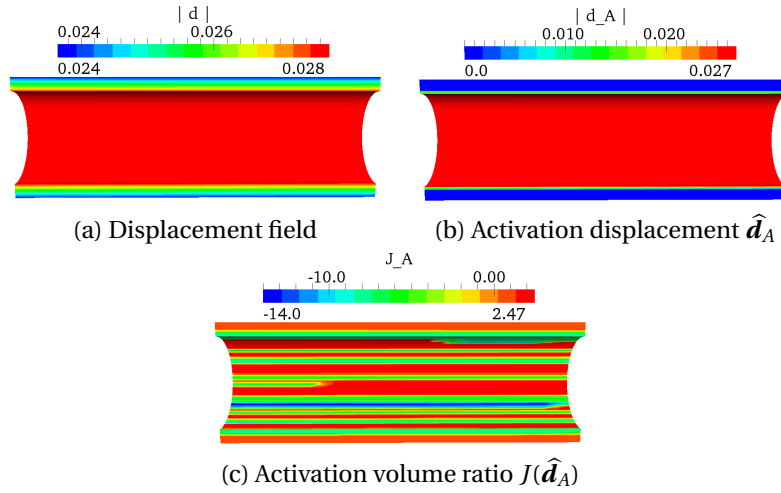 | d |
0.024 0.026
0.024 0.028
(a) Displacement field
| d_A |
0.010 0.020
0.0 0.027
(b) Activation displacement d̂_A
J_A
-10.0 0.00
-14.0 2.47
(c) Activation volume ratio J(d̂_A)